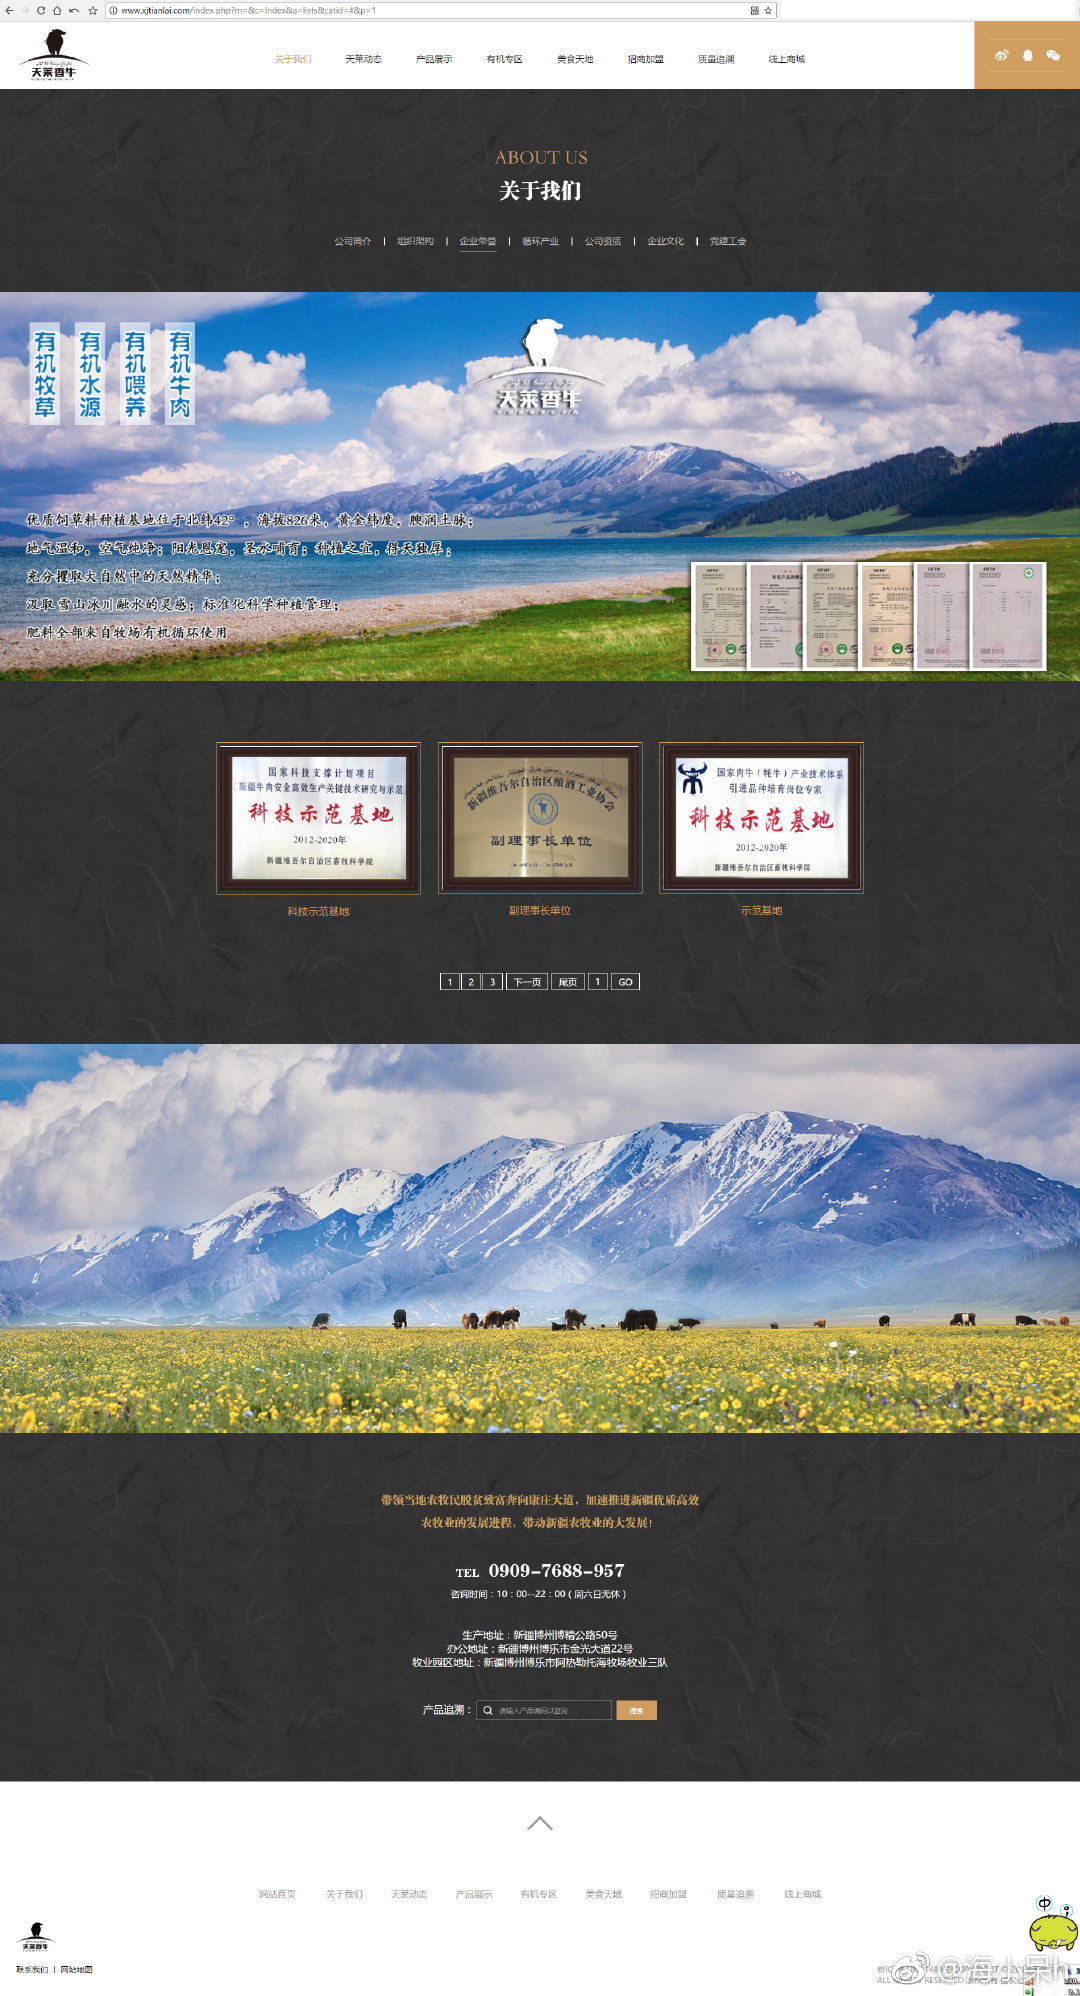 www.xjtianlai.com/index.php?m=&c=Index&a=lists&catid=4&p=1
天莱香牛
关于我们 天莱动态 产品展示 有机专区 美食天地 招商加盟 质量追溯 线上商城
ABOUT US
关于我们
公司简介 | 组织架构 | 企业荣誉 | 循环产业 | 公司资质 | 企业文化 | 党建工会
有机牧草
有机水源
有机喂养
有机牛肉
天莱香牛
优质饲草料种植基地位于北纬42°，海拔826米，黄金纬度，腴润土脉；
地气温和，空气纯净；阳光恩宠，圣水哺育；种植之宜，得天独厚；
充分攫取大自然中的天然精华；
汲取雪山冰川融水的灵感；标准化科学种植管理；
肥料全部来自牧场有机循环使用
国家科技支撑计划项目
（新疆牛肉安全高效生产关键技术研究与示范）
科技示范基地
2012-2020年
新疆维吾尔自治区畜牧科学院
新疆维吾尔自治区酿酒工业协会
副理事长单位
国家肉牛（牦牛）产业技术体系
引进品种培育岗位专家
科技示范基地
2012-2020年
新疆维吾尔自治区畜牧科学院
科技示范基地 副理事长单位 示范基地
1 2 3 下一页 尾页 1 GO
带领当地农牧民脱贫致富奔向康庄大道，加速推进新疆优质高效
农牧业的发展进程，带动新疆农牧业的大发展！
TEL 0909-7688-957
咨询时间：10：00--22：00（周六日无休）
生产地址：新疆博州博精公路50号
办公地址：新疆博州博乐市金光大道22号
牧业园区地址：新疆博州博乐市阿热勒托海牧场牧业三队
产品追溯： 请输入产品编码以查询 搜索
网站首页 关于我们 天莱动态 产品展示 有机专区 美食天地 招商加盟 质量追溯 线上商城
天莱香牛
联系我们 | 网站地图
中
@海小呆h